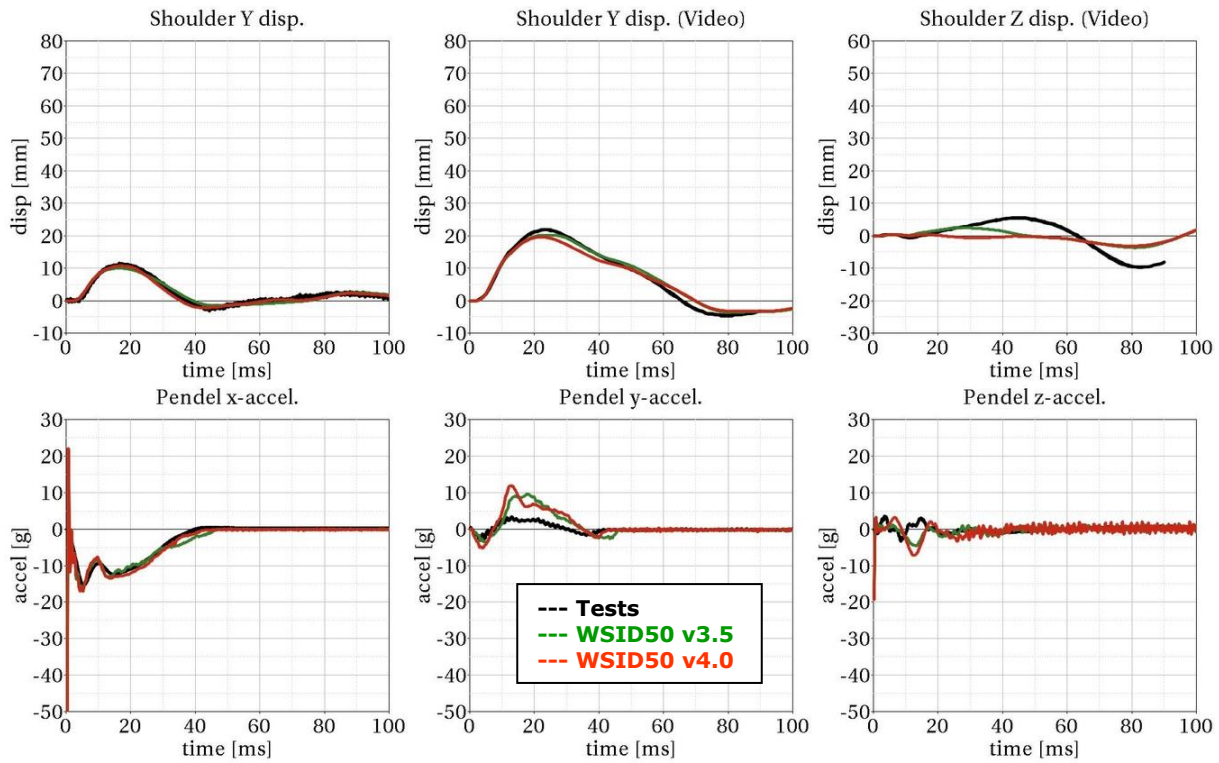 Shoulder Y disp.
Shoulder Y disp. (Video)
Shoulder Z disp. (Video)
disp [mm]
80
70
60
50
40
30
20
10
0
-10
0 20 40 60 80 100
time [ms]
disp [mm]
80
70
60
50
40
30
20
10
0
-10
0 20 40 60 80 100
time [ms]
disp [mm]
60
50
40
30
20
10
0
-10
-20
-30
0 20 40 60 80 100
time [ms]
Pendel x-accel.
Pendel y-accel.
Pendel z-accel.
accel [g]
30
20
10
0
-10
-20
-30
-40
-50
0 20 40 60 80 100
time [ms]
accel [g]
30
20
10
0
-10
-20
-30
-40
-50
0 20 40 60 80 100
time [ms]
--- Tests
--- WSID50 v3.5
--- WSID50 v4.0
accel [g]
30
20
10
0
-10
-20
-30
-40
-50
0 20 40 60 80 100
time [ms]